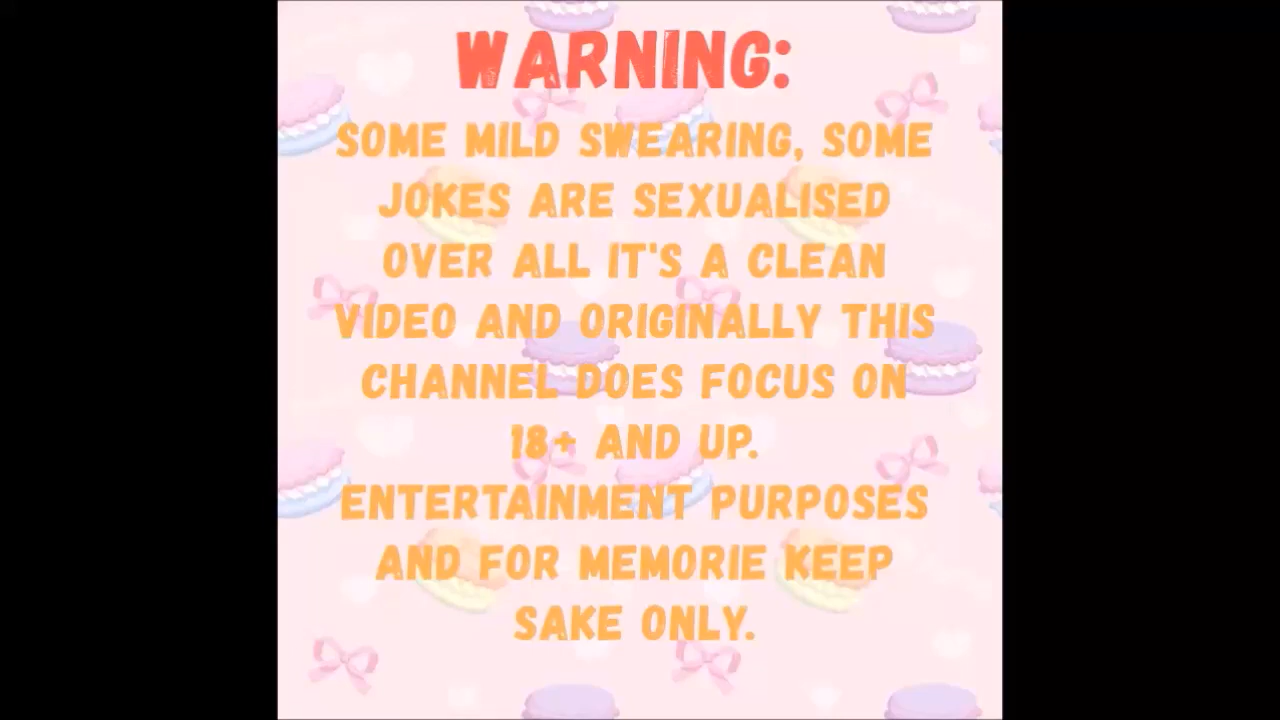 WARNING:
SOME MILD SWEARING, SOME
JOKES ARE SEXUALISED
OVER ALL IT'S A CLEAN
VIDEO AND ORIGINALLY THIS
CHANNEL DOES FOCUS ON
18+ AND UP.
ENTERTAINMENT PURPOSES
AND FOR MEMORIE KEEP
SAKE ONLY.